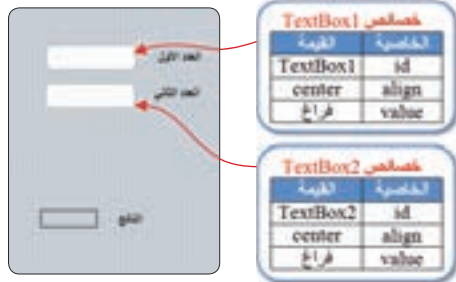 العدد الأول
العدد الثاني
الناتج
خصائص TextBox1
الخاصية القيمة
id TextBox1
align center
value فراغ
خصائص TextBox2
الخاصية القيمة
id TextBox2
align center
value فراغ